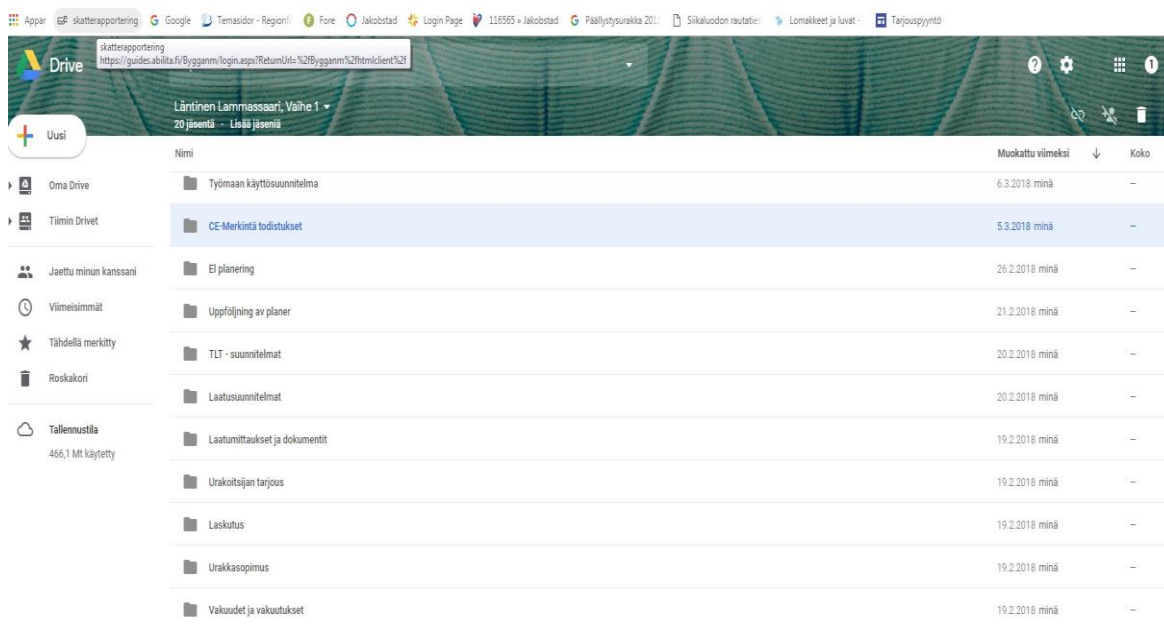 Appar skatterapportering Google Temasidor - Regionf Fore Jakobstad Login Page 116565 » Jakobstad Päällystysurakka 201 Siikaluodon rautatie Lomakkeet ja luvat - Tarjouspyyntö
skatterapportering
https://guides.abilita.fi/Bygganm/login.aspx?ReturnUrl=%2fBygganm%2fhtmlclient%2f
Drive
1
Läntinen Lammassaari, Vaihe 1
20 jäsentä - Lisää jäseniä
Uusi
Nimi Muokattu viimeksi Koko
Oma Drive
Tiimin Drivet
Jaettu minun kanssani
Viimeisimmät
Tähdellä merkitty
Roskakori
Tallennustila
466,1 Mt käytetty
Työmaan käyttösuunnitelma 6.3.2018 minä –
CE-Merkintä todistukset 5.3.2018 minä –
El planering 26.2.2018 minä –
Uppföljning av planer 21.2.2018 minä –
TLT - suunnitelmat 20.2.2018 minä –
Laatusuunnitelmat 20.2.2018 minä –
Laatumittaukset ja dokumentit 19.2.2018 minä –
Urakoitsijan tarjous 19.2.2018 minä –
Laskutus 19.2.2018 minä –
Urakkasopimus 19.2.2018 minä –
Vakuudet ja vakuutukset 19.2.2018 minä –